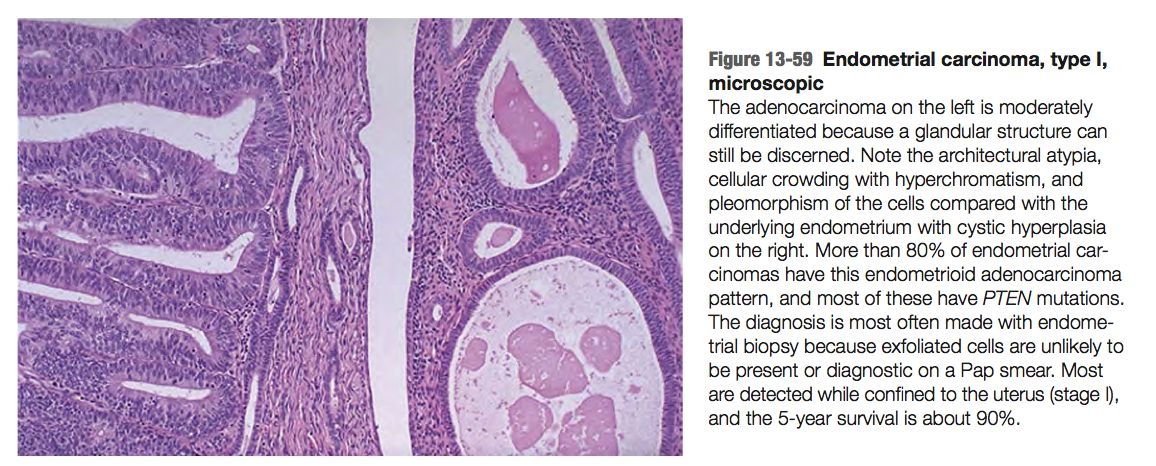 Figure 13-59 Endometrial carcinoma, type I,
microscopic
The adenocarcinoma on the left is moderately
differentiated because a glandular structure can
still be discerned. Note the architectural atypia,
cellular crowding with hyperchromatism, and
pleomorphism of the cells compared with the
underlying endometrium with cystic hyperplasia
on the right. More than 80% of endometrial car-
cinomas have this endometrioid adenocarcinoma
pattern, and most of these have PTEN mutations.
The diagnosis is most often made with endome-
trial biopsy because exfoliated cells are unlikely to
be present or diagnostic on a Pap smear. Most
are detected while confined to the uterus (stage I),
and the 5-year survival is about 90%.